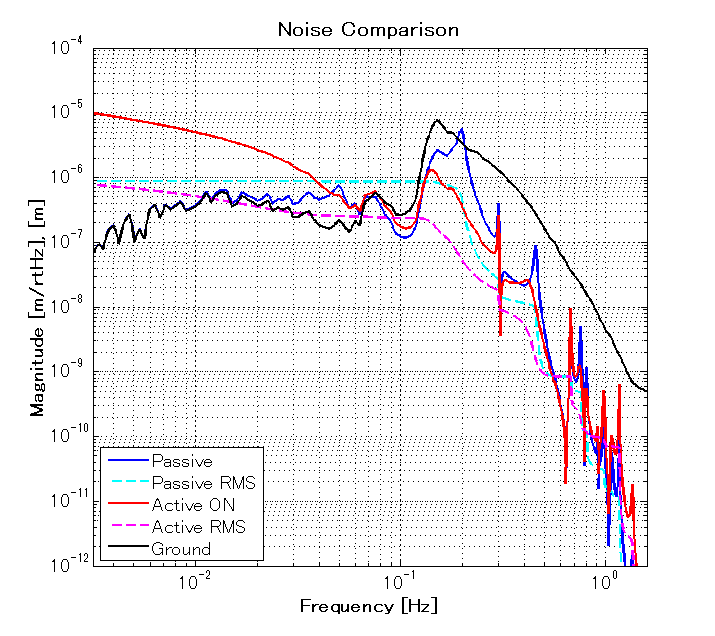 Noise Comparison
10^-4
10^-5
10^-6
10^-7
10^-8
10^-9
10^-10
10^-11
10^-12
Magnitude [m/rtHz], [m]
Passive
Passive RMS
Active ON
Active RMS
Ground
10^-2 10^-1 10^0
Frequency [Hz]